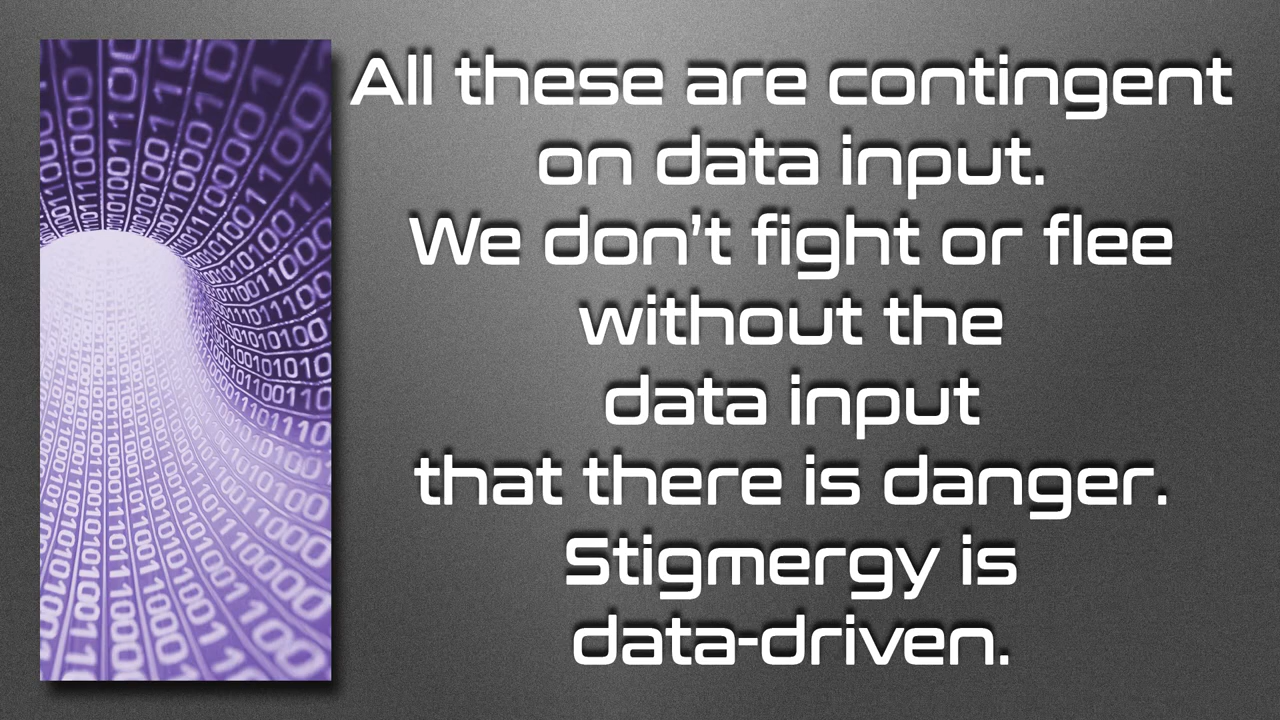 All these are contingent
on data input.
We don’t fight or flee
without the
data input
that there is danger.
Stigmergy is
data-driven.